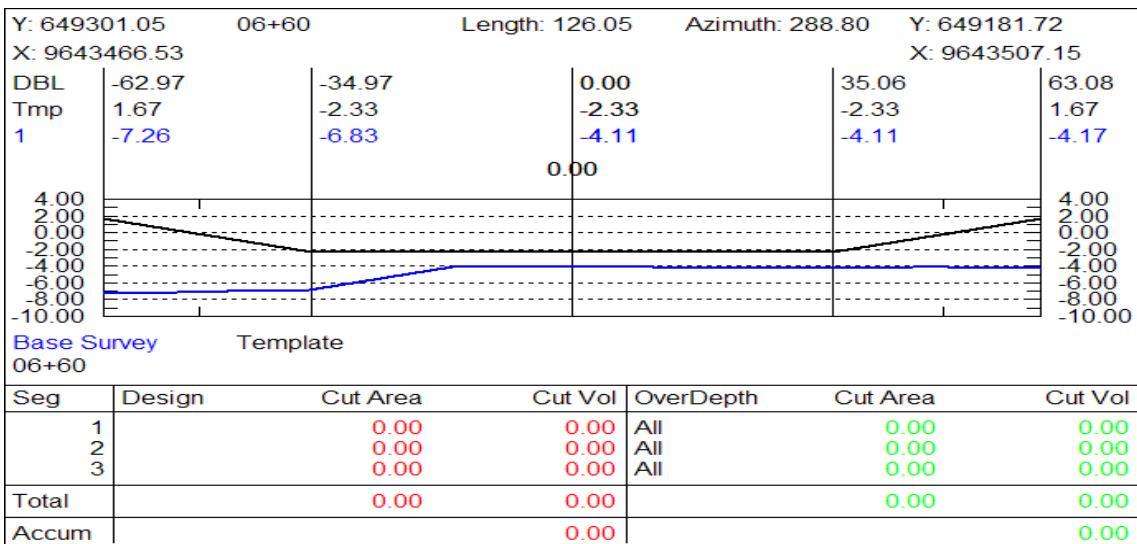 Y: 649301.05 06+60 Length: 126.05 Azimuth: 288.80 Y: 649181.72
X: 9643466.53 X: 9643507.15
DBL -62.97 -34.97 0.00 35.06 63.08
Tmp 1.67 -2.33 -2.33 -2.33 1.67
1 -7.26 -6.83 -4.11 -4.11 -4.17
0.00
4.00 4.00
2.00 2.00
0.00 0.00
-2.00 -2.00
-4.00 -4.00
-6.00 -6.00
-8.00 -8.00
-10.00 -10.00
Base Survey Template
06+60
Seg Design Cut Area Cut Vol OverDepth Cut Area Cut Vol
1 0.00 0.00 All 0.00 0.00
2 0.00 0.00 All 0.00 0.00
3 0.00 0.00 All 0.00 0.00
Total 0.00 0.00 0.00 0.00
Accum 0.00 0.00